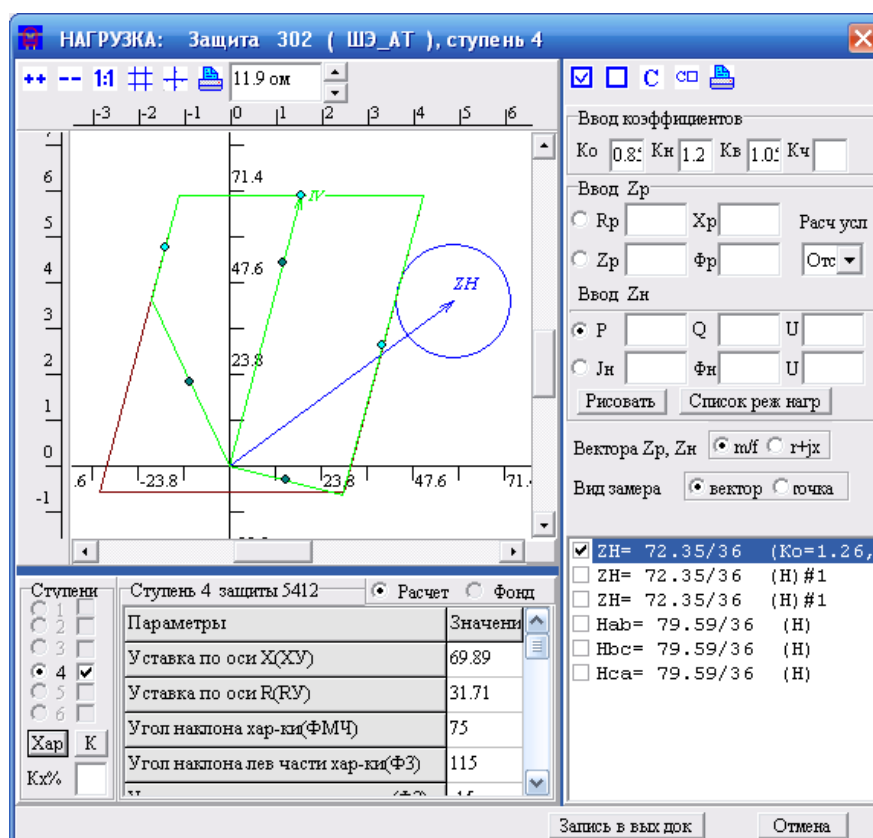 НАГРУЗКА: Защита 302 ( ШЭ_АТ ), ступень 4
++ -- 1:1 11.9 ом
-3 -2 -1 0 1 2 3 4 5 6
6 71.4 IV
5
4 47.6 ZH
3
2 23.8
1
0
.6 -23.8 23.8 47.6 71.4
-1
C
Ввод коэффициентов
Ко Кн 1.2 Кв Кч
Ввод Zp
Rp Xp Расч усл
Zp Фр Отс
Ввод Zн
P Q U
Jн Фн U
Рисовать Список реж нагр
Вектора Zp, Zн m/f r+jx
Вид замера вектор точка
ZH= 72.35/36 (Ко=1.26,
ZH= 72.35/36 (Н)#1
ZH= 72.35/36 (Н)#1
Hab= 79.59/36 (Н)
Hbc= 79.59/36 (Н)
Hca= 79.59/36 (Н)
Ступени
1
2
3
4
5
6
Хар К
Кх%
Ступень 4 защиты 5412 Расчет Фонд
Параметры Значени
Уставка по оси X(XУ) 69.89
Уставка по оси R(RУ) 31.71
Угол наклона хар-ки(ФМЧ) 75
Угол наклона лев части хар-ки(Ф3) 115
Запись в вых док Отмена